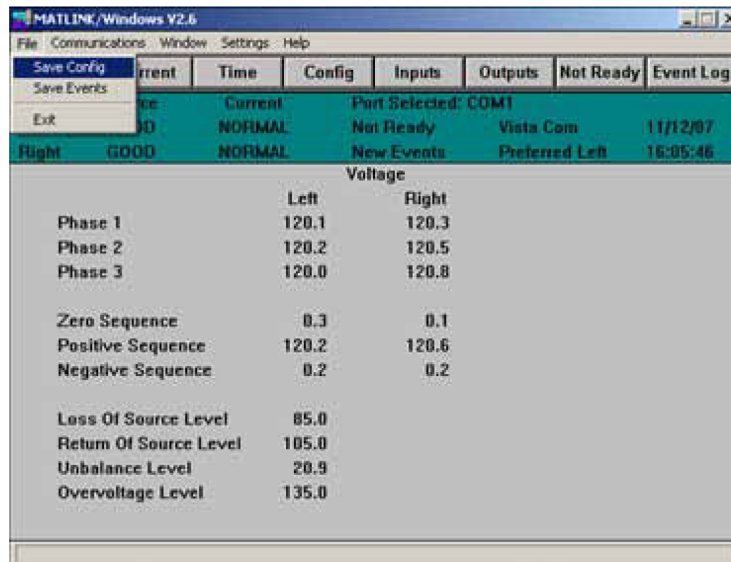 MATLINK/Windows V2.6
File Communications Window Settings Help
Save Config
Save Events
Exit
rrent Time Config Inputs Outputs Not Ready Event Log
rce Current Port Selected: COM1
OD NORMAL Not Ready Vista Com 11/12/07
Right GOOD NORMAL New Events Preferred Left 16:05:46
Voltage
Left Right
Phase 1 120.1 120.3
Phase 2 120.2 120.5
Phase 3 120.0 120.8
Zero Sequence 0.3 0.1
Positive Sequence 120.2 120.6
Negative Sequence 0.2 0.2
Loss Of Source Level 85.0
Return Of Source Level 105.0
Unbalance Level 20.9
Overvoltage Level 135.0